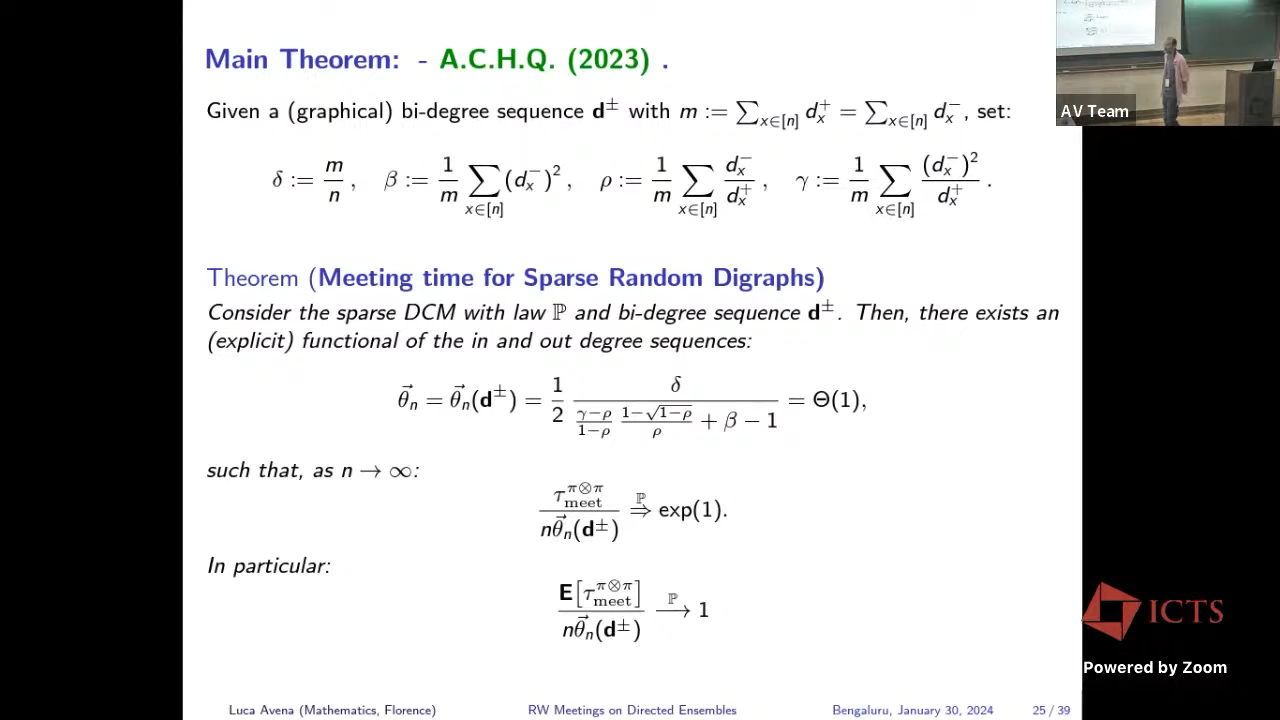 Main Theorem: - A.C.H.Q. (2023) .
Given a (graphical) bi-degree sequence d^± with m := ∑_{x∈[n]} d_x^+ = ∑_{x∈[n]} d_x^-, set:
δ := m/n , β := 1/m ∑_{x∈[n]} (d_x^-)^2 , ρ := 1/m ∑_{x∈[n]} d_x^-/d_x^+ , γ := 1/m ∑_{x∈[n]} (d_x^-)^2/d_x^+ .
Theorem (Meeting time for Sparse Random Digraphs)
Consider the sparse DCM with law ℙ and bi-degree sequence d^±. Then, there exists an
(explicit) functional of the in and out degree sequences:
θ⃗_n = θ⃗_n(d^±) = 1/2 δ/((γ−ρ)/(1−ρ) (1−√(1−ρ))/ρ + β − 1) = Θ(1),
such that, as n → ∞:
τ_meet^{π⊗π}/(nθ⃗_n(d^±)) ⇒^ℙ exp(1).
In particular:
E[τ_meet^{π⊗π}]/(nθ⃗_n(d^±)) ⟶^ℙ 1
Luca Avena (Mathematics, Florence) RW Meetings on Directed Ensembles Bengaluru, January 30, 2024 25 / 39
AV Team
ICTS
Powered by Zoom